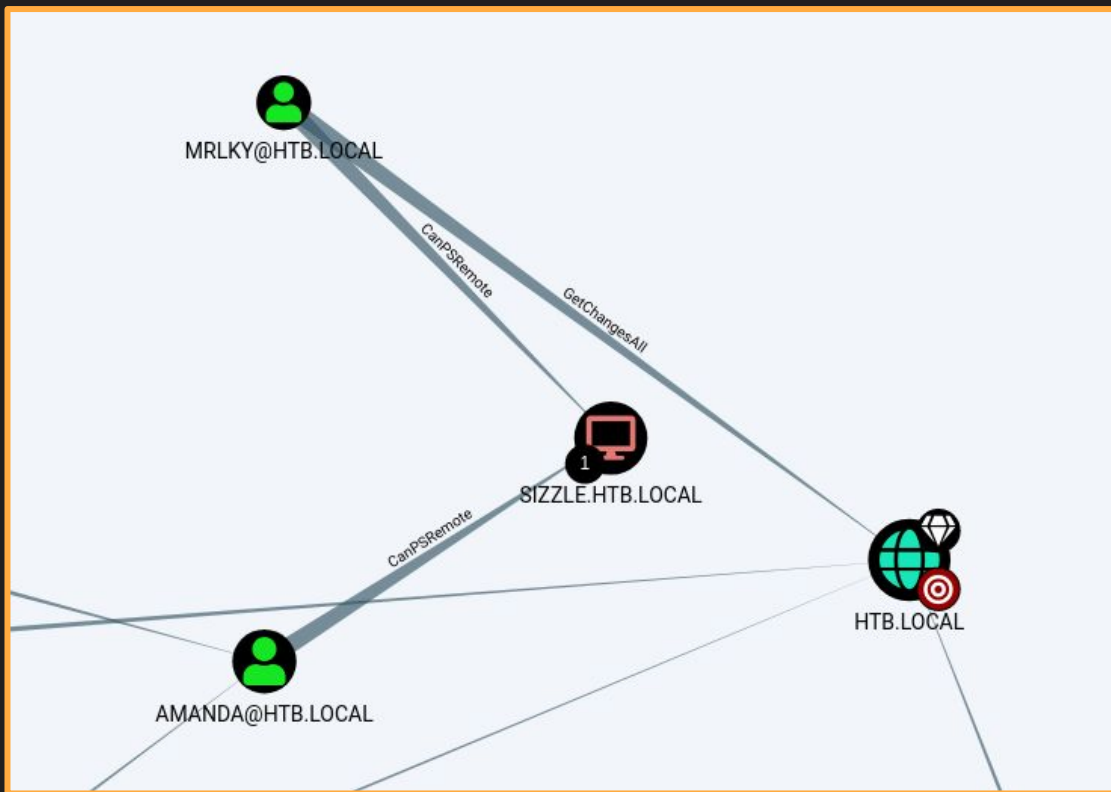 MRLKY@HTB.LOCAL
CanPSRemote
GetChangesAll
1
SIZZLE.HTB.LOCAL
CanPSRemote
HTB.LOCAL
AMANDA@HTB.LOCAL